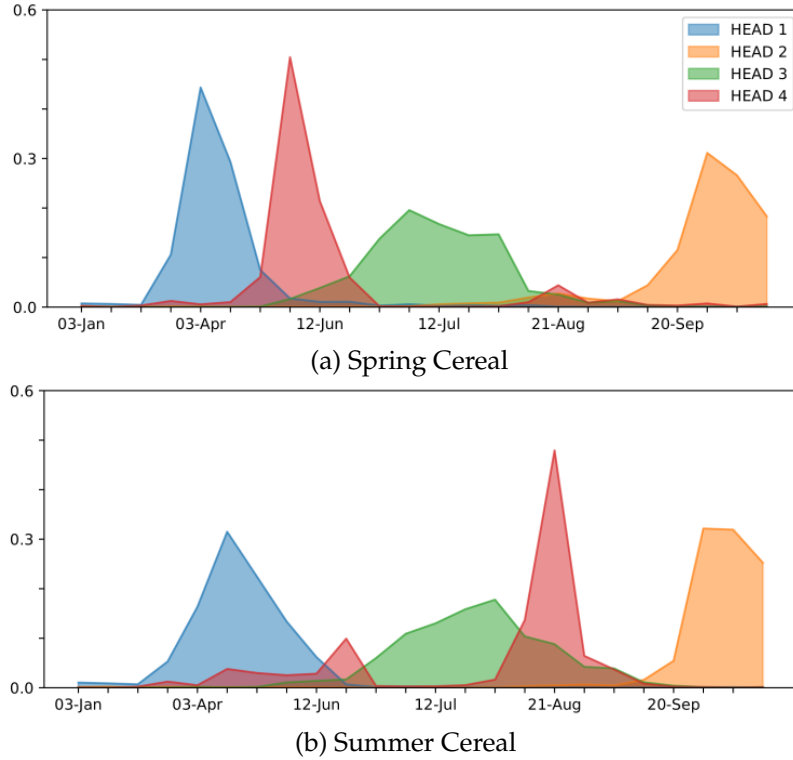 0.6
HEAD 1
HEAD 2
HEAD 3
HEAD 4
0.3
0.0
03-Jan 03-Apr 12-Jun 12-Jul 21-Aug 20-Sep
(a) Spring Cereal
0.6
0.3
0.0
03-Jan 03-Apr 12-Jun 12-Jul 21-Aug 20-Sep
(b) Summer Cereal